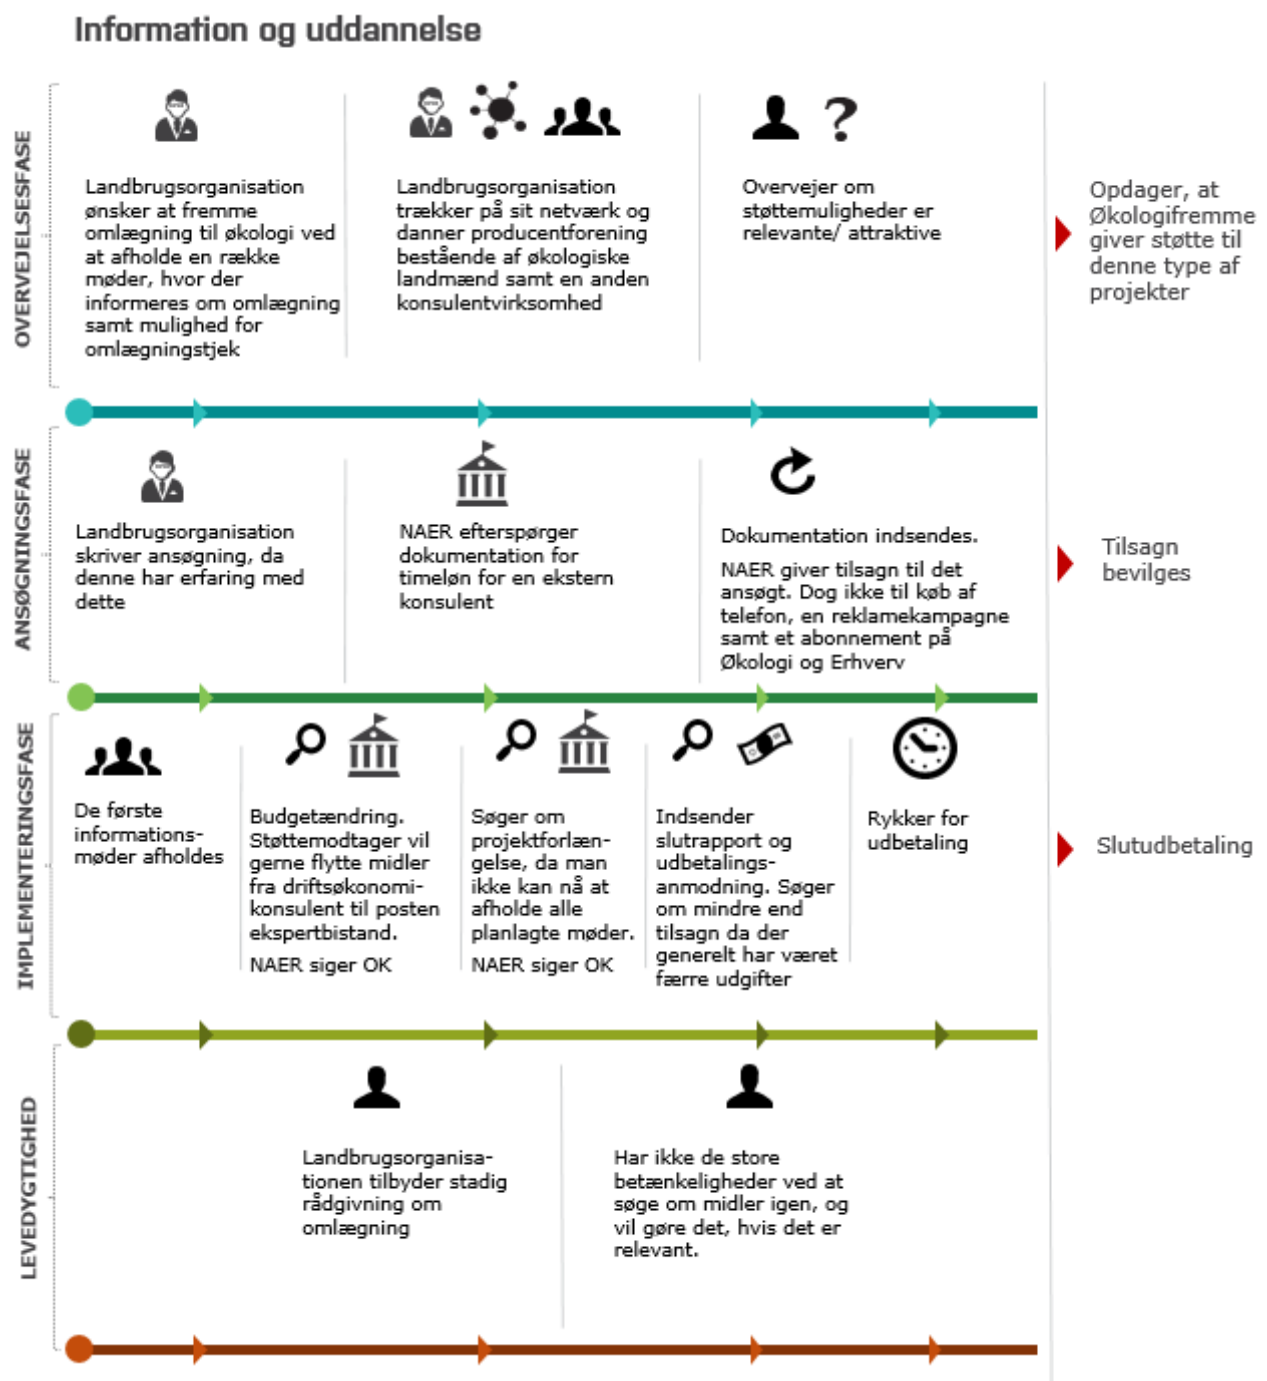 Information og uddannelse
OVERVEJELSESFASE
Landbrugsorganisation
ønsker at fremme
omlægning til økologi ved
at afholde en række
møder, hvor der
informeres om omlægning
samt mulighed for
omlægningstjek
Landbrugsorganisation
trækker på sit netværk og
danner producentforening
bestående af økologiske
landmænd samt en anden
konsulentvirksomhed
Overvejer om
støttemuligheder er
relevante/ attraktive
?
Opdager, at
Økologifremme
giver støtte til
denne type af
projekter
ANSØGNINGSFASE
Landbrugsorganisation
skriver ansøgning, da
denne har erfaring med
dette
NAER efterspørger
dokumentation for
timeløn for en ekstern
konsulent
Dokumentation indsendes.
NAER giver tilsagn til det
ansøgt. Dog ikke til køb af
telefon, en reklamekampagne
samt et abonnement på
Økologi og Erhverv
Tilsagn
bevilges
IMPLEMENTERINGSFASE
De første
informations-
møder afholdes
Budgetændring.
Støttemodtager vil
gerne flytte midler
fra driftsøkonomi-
konsulent til posten
ekspertbistand.
NAER siger OK
Søger om
projektforlæn-
gelse, da man
ikke kan nå at
afholde alle
planlagte møder.
NAER siger OK
Indsender
slutrapport og
udbetalings-
anmodning. Søger
om mindre end
tilsagn da der
generelt har været
færre udgifter
Rykker for
udbetaling
Slutudbetaling
LEVEDYGTIGHED
Landbrugsorganisa-
tionen tilbyder stadig
rådgivning om
omlægning
Har ikke de store
betænkeligheder ved at
søge om midler igen, og
vil gøre det, hvis det er
relevant.